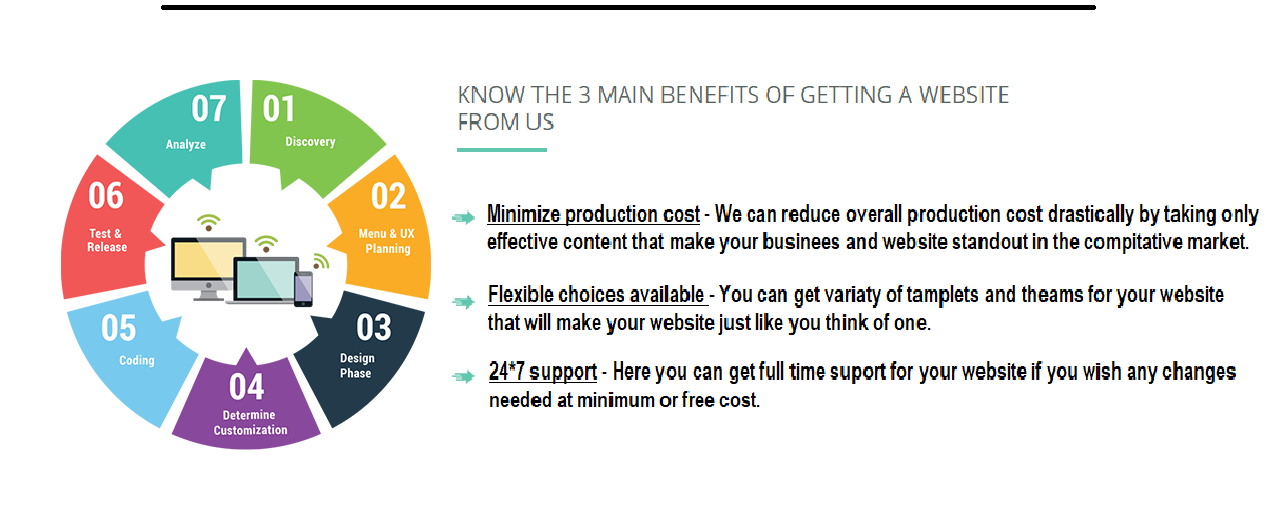 07
Analyze
01
Discovery
02
Menu & UX
Planning
03
Design
Phase
04
Determine
Customization
05
Coding
06
Test &
Release
KNOW THE 3 MAIN BENEFITS OF GETTING A WEBSITE
FROM US
Minimize production cost - We can reduce overall production cost drastically by taking only
effective content that make your businees and website standout in the compitative market.
Flexible choices available - You can get variaty of tamplets and theams for your website
that will make your website just like you think of one.
24*7 support - Here you can get full time suport for your website if you wish any changes
needed at minimum or free cost.